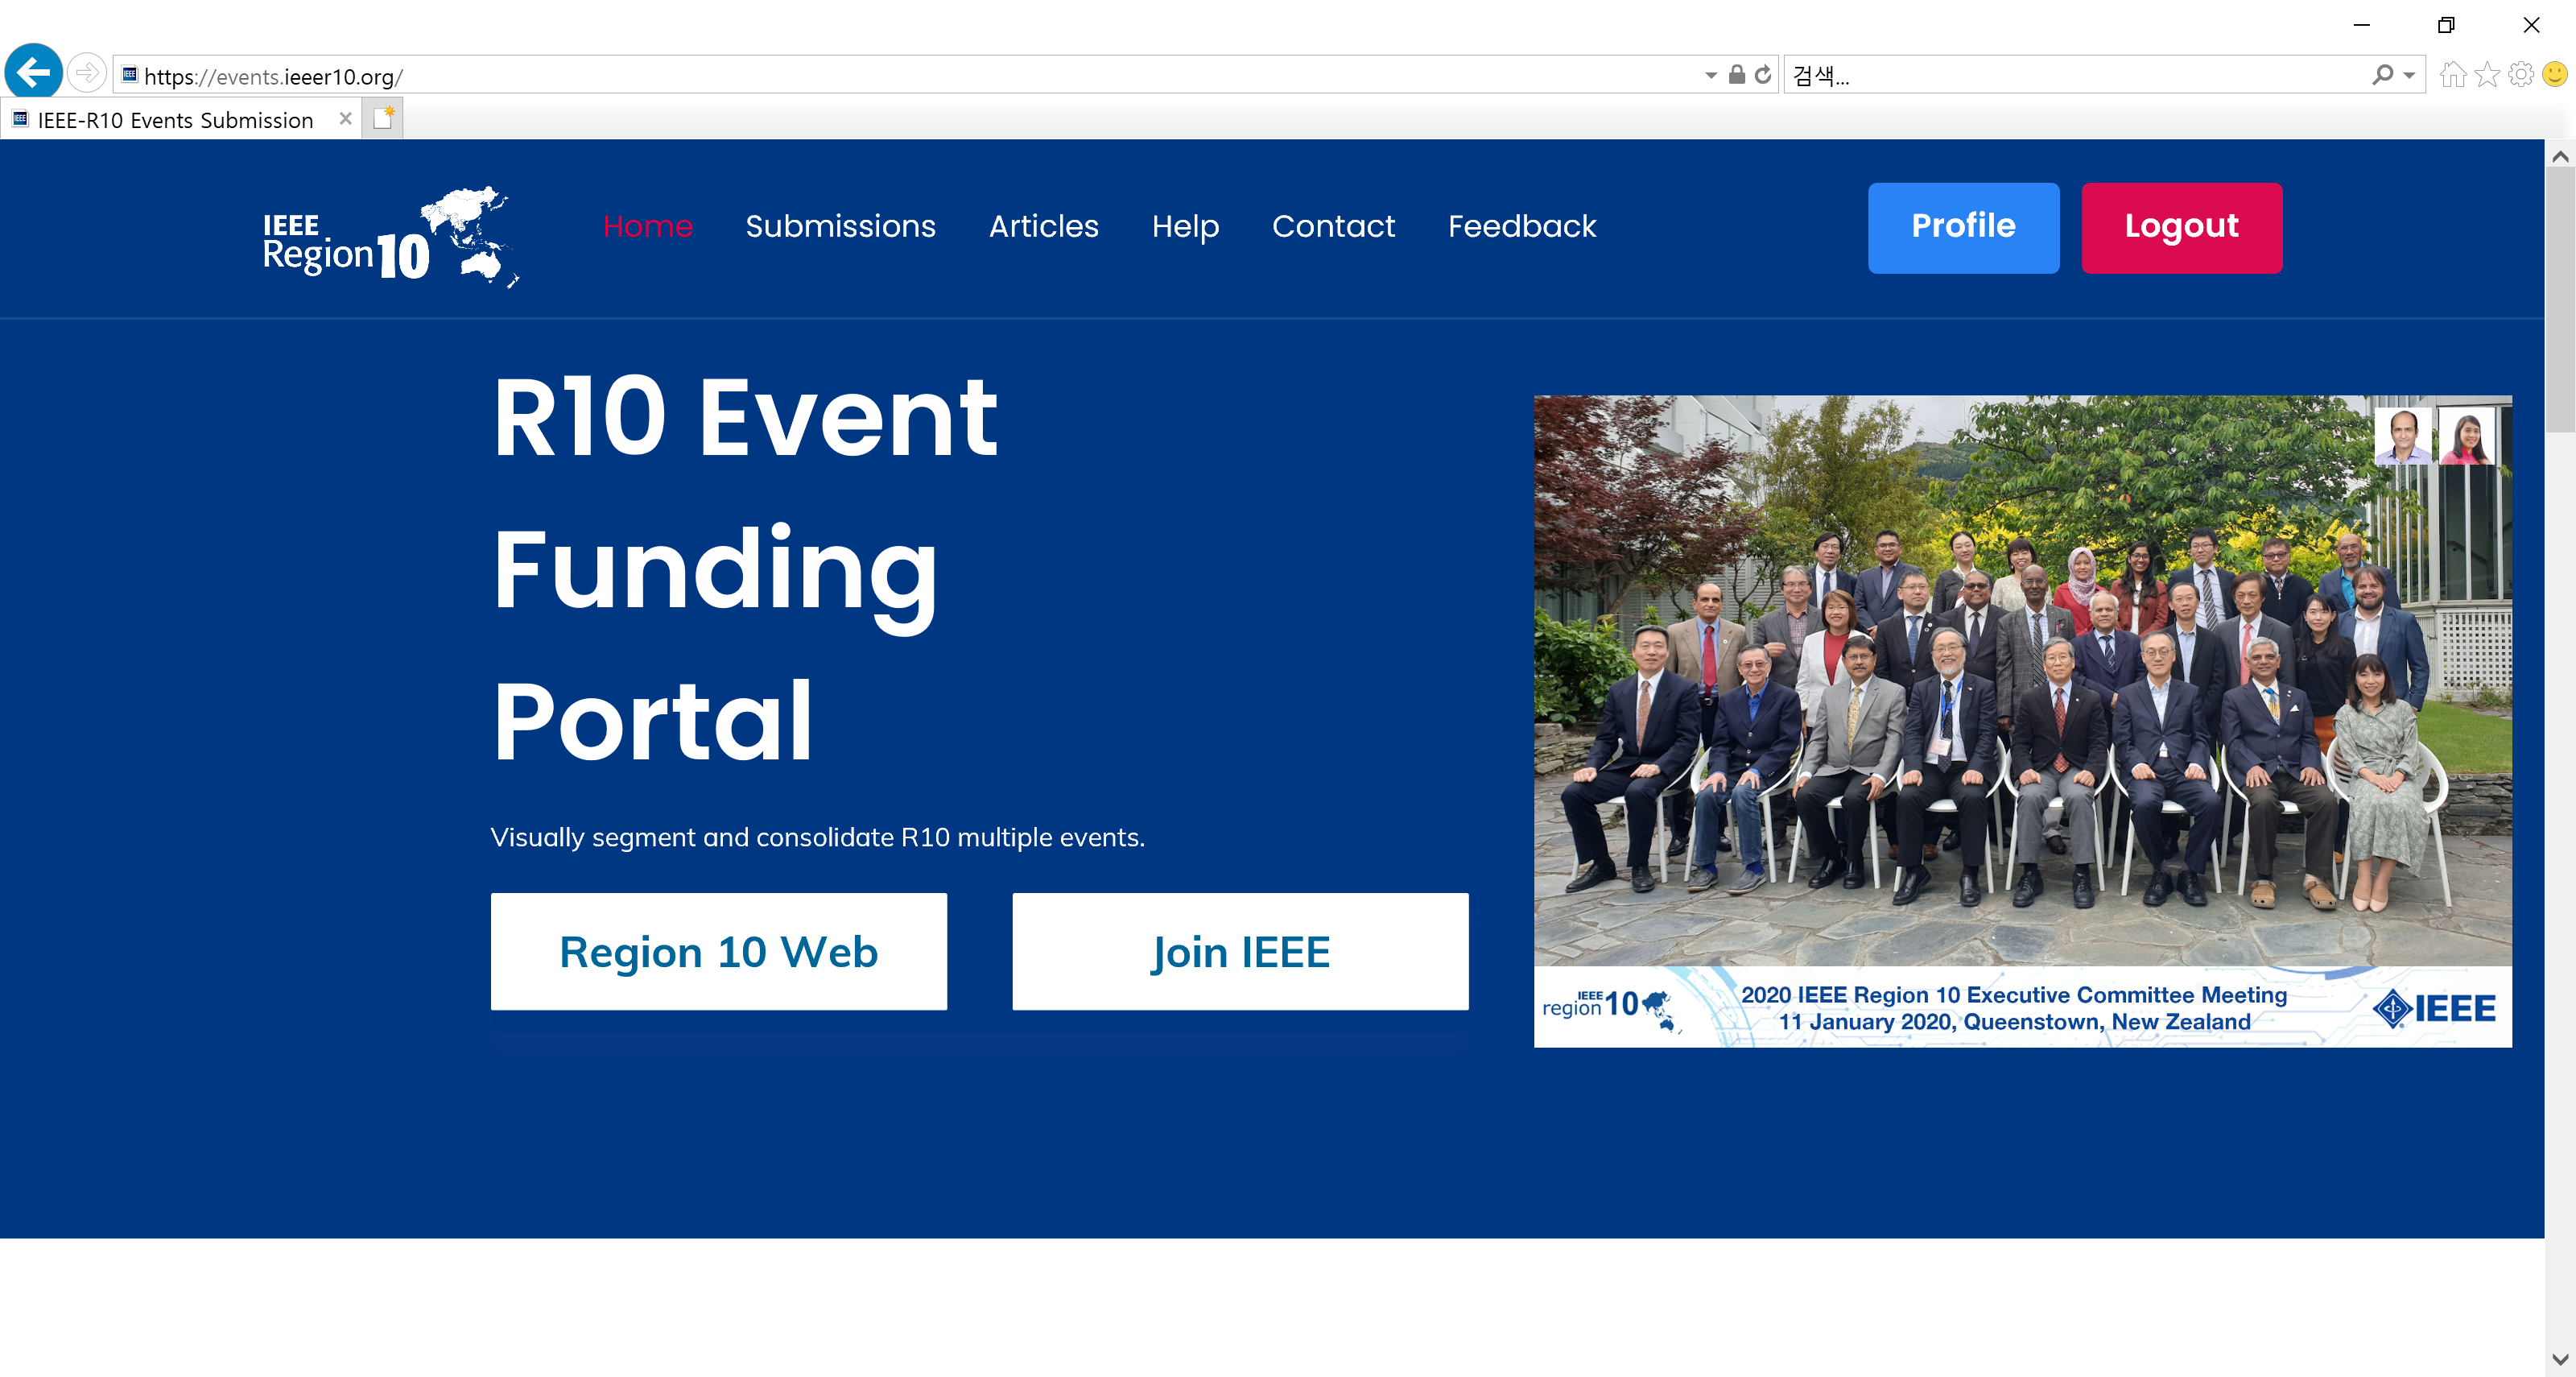 https://events.ieeer10.org/
검색...
IEEE-R10 Events Submission
IEEE
Region 10
Home
Submissions
Articles
Help
Contact
Feedback
Profile
Logout
R10 Event
Funding
Portal
Visually segment and consolidate R10 multiple events.
Region 10 Web
Join IEEE
IEEE
region 10
2020 IEEE Region 10 Executive Committee Meeting
11 January 2020, Queenstown, New Zealand
IEEE